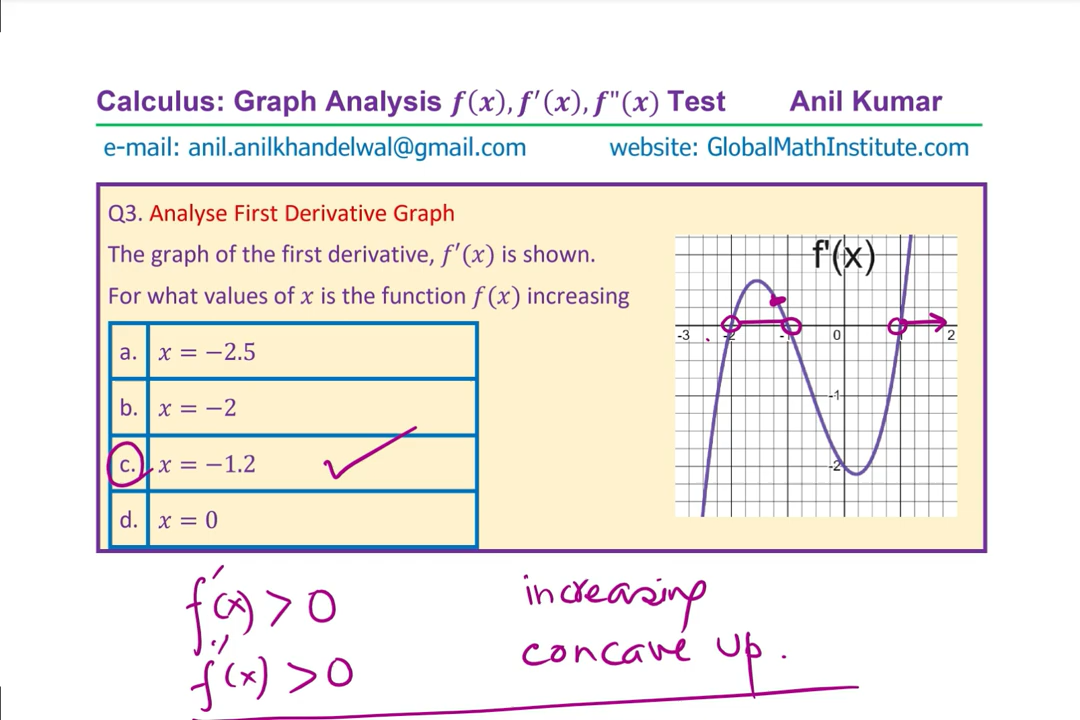 Calculus: Graph Analysis f(x), f'(x), f"(x) Test Anil Kumar
e-mail: anil.anilkhandelwal@gmail.com website: GlobalMathInstitute.com
Q3. Analyse First Derivative Graph
The graph of the first derivative, f'(x) is shown.
For what values of x is the function f(x) increasing
a. x = −2.5
b. x = −2
c. x = −1.2
d. x = 0
f'(x)
-3 0 2
-1
-2
f'(x) > 0 increasing
f''(x) > 0 concave up.